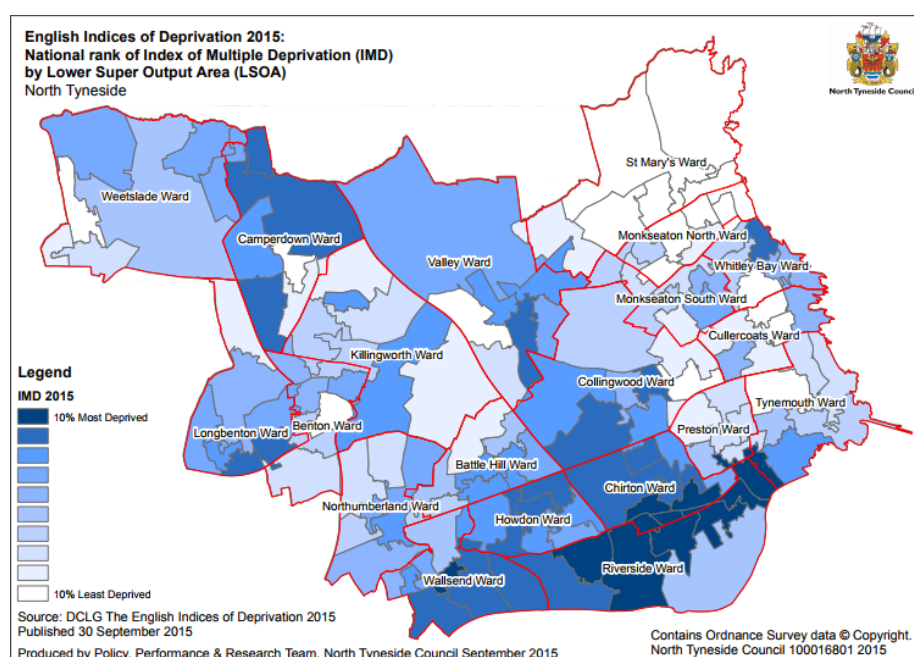 English Indices of Deprivation 2015:
National rank of Index of Multiple Deprivation (IMD)
by Lower Super Output Area (LSOA)
North Tyneside
North Tyneside Council
St Mary's Ward
Weetslade Ward
Monkseaton North Ward
Camperdown Ward
Valley Ward
Whitley Bay Ward
Monkseaton South Ward
Cullercoats Ward
Killingworth Ward
Collingwood Ward
Tynemouth Ward
Longbenton Ward
Benton Ward
Preston Ward
Battle Hill Ward
Chirton Ward
Northumberland Ward
Howdon Ward
Riverside Ward
Wallsend Ward
Legend
IMD 2015
10% Most Deprived
10% Least Deprived
Source: DCLG The English Indices of Deprivation 2015
Published 30 September 2015
Produced by Policy, Performance & Research Team, North Tyneside Council September 2015
Contains Ordnance Survey data © Copyright.
North Tyneside Council 100016801 2015